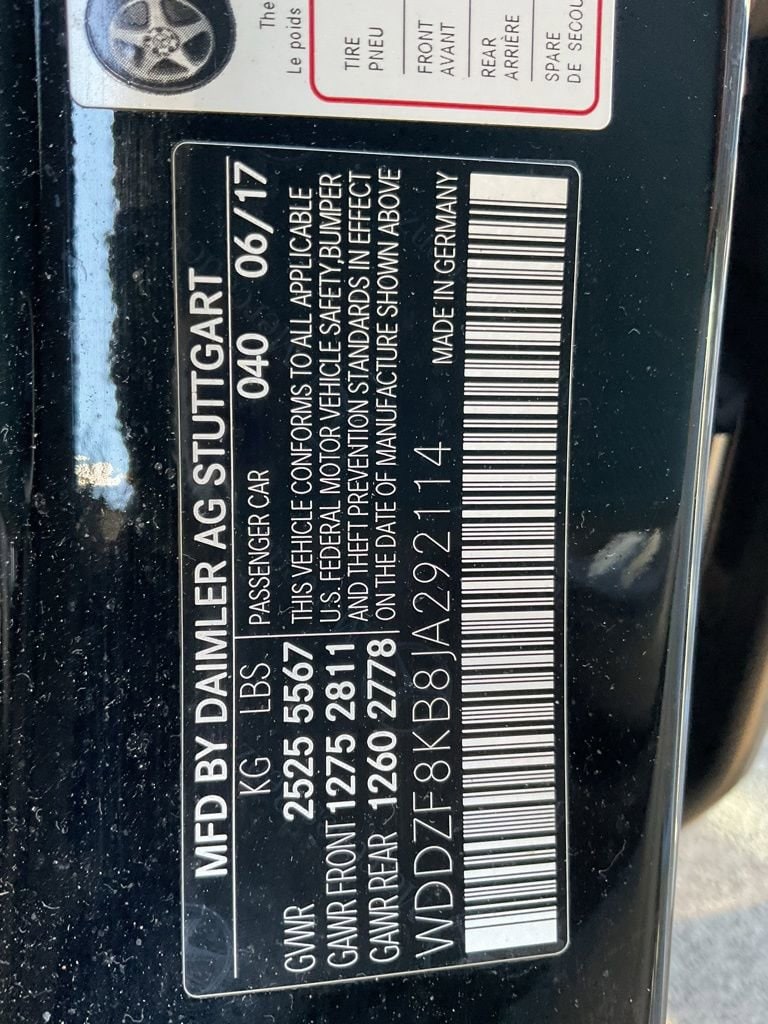 The
Le poids
TIRE
PNEU
FRONT
AVANT
REAR
ARRIÈRE
SPARE
DE SECOU
MFD BY DAIMLER AG STUTTGART
KG LBS PASSENGER CAR 040 06/17
GVWR 2525 5567
GAWR FRONT 1275 2811
GAWR REAR 1260 2778
THIS VEHICLE CONFORMS TO ALL APPLICABLE
U.S. FEDERAL MOTOR VEHICLE SAFETY,BUMPER
AND THEFT PREVENTION STANDARDS IN EFFECT
ON THE DATE OF MANUFACTURE SHOWN ABOVE
WDDZF8KB8JA292114 MADE IN GERMANY